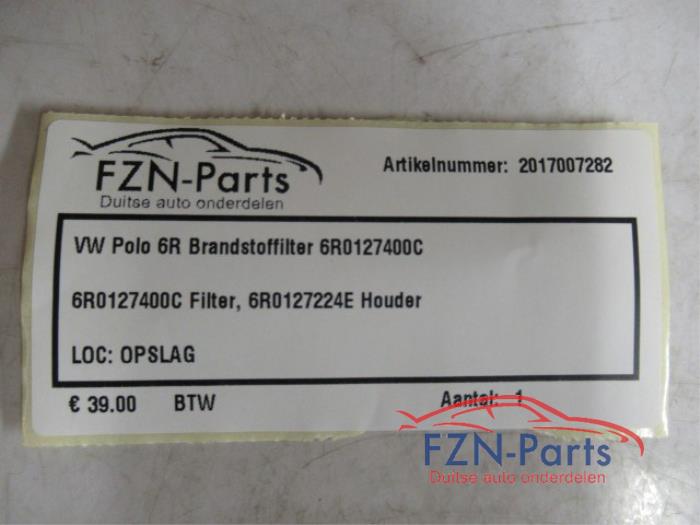 FZN-Parts
Duitse auto onderdelen
Artikelnummer: 2017007282
VW Polo 6R Brandstoffilter 6R0127400C
6R0127400C Filter, 6R0127224E Houder
LOC: OPSLAG
€ 39.00 BTW
Aantal: 1
FZN-Parts
Duitse auto onderdelen